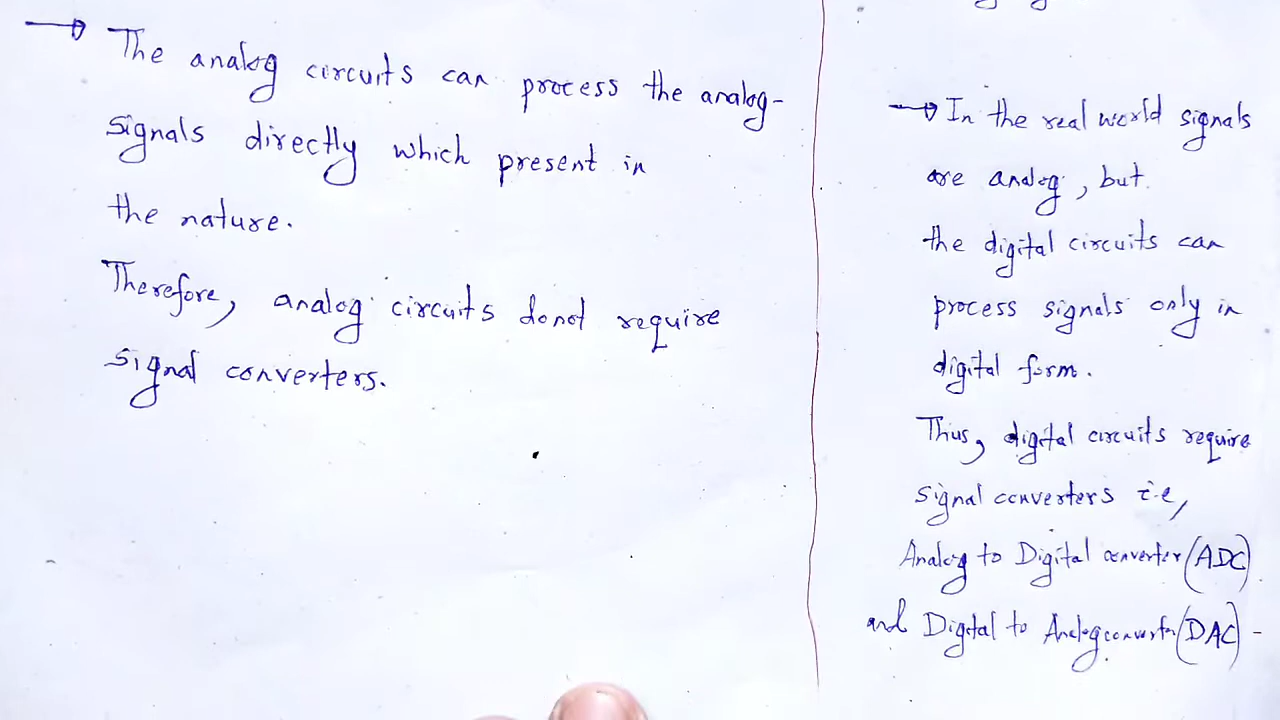 → The analog circuits can process the analog-
signals directly which present in
the nature.
Therefore, analog circuits donot require
signal converters.
→ In the real world signals
are analog, but
the digital circuits can
process signals only in
digital form.
Thus, digital circuits require
signal converters i.e,
Analog to Digital converter (ADC)
and Digital to Analog converter (DAC) -